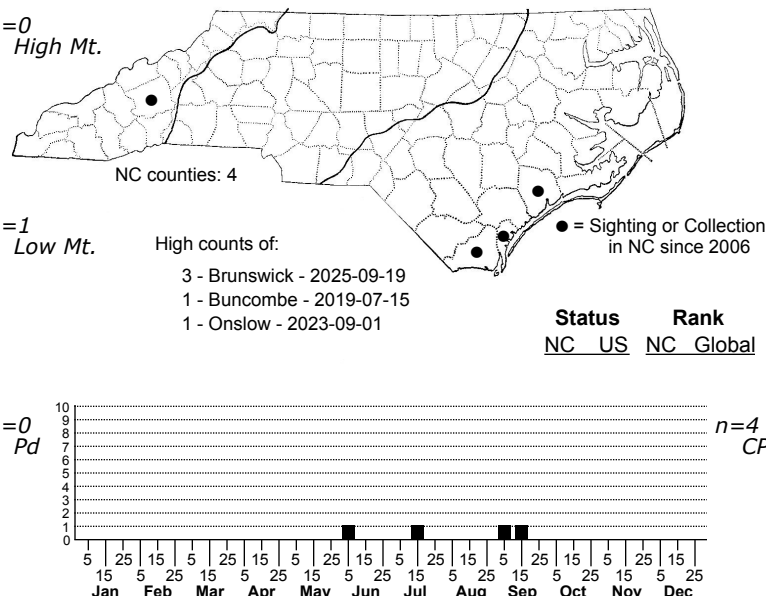 =0
High Mt.
NC counties: 4
=1
Low Mt.
High counts of:
3 - Brunswick - 2025-09-19
1 - Buncombe - 2019-07-15
1 - Onslow - 2023-09-01
= Sighting or Collection
in NC since 2006
Status Rank
NC US NC Global
=0
Pd
n=4
CP
10
9
8
7
6
5
4
3
2
1
0
5 25 15 5 25 15 5 25 15 5 25 15 5 25 15 5 25 15
15 5 25 15 5 25 15 5 25 15 5 25 15 5 25 15 5 25
Jan Feb Mar Apr May Jun Jul Aug Sep Oct Nov Dec